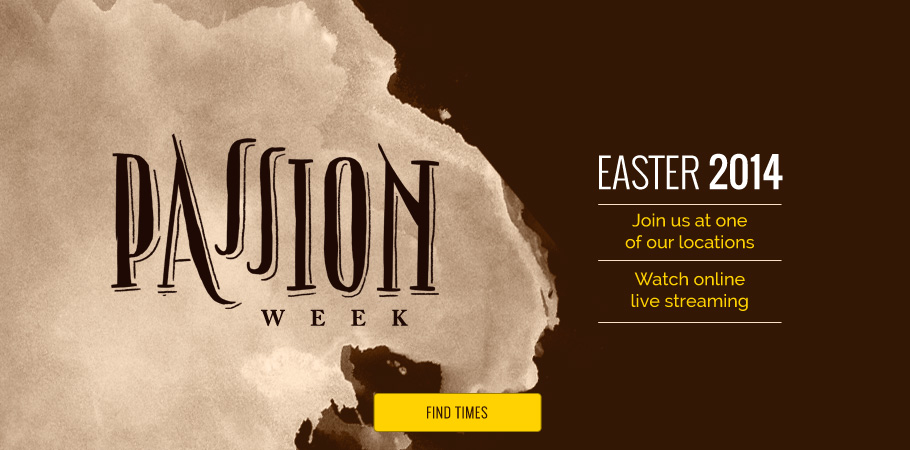 PASSION
WEEK
EASTER 2014
Join us at one
of our locations
Watch online
live streaming
FIND TIMES